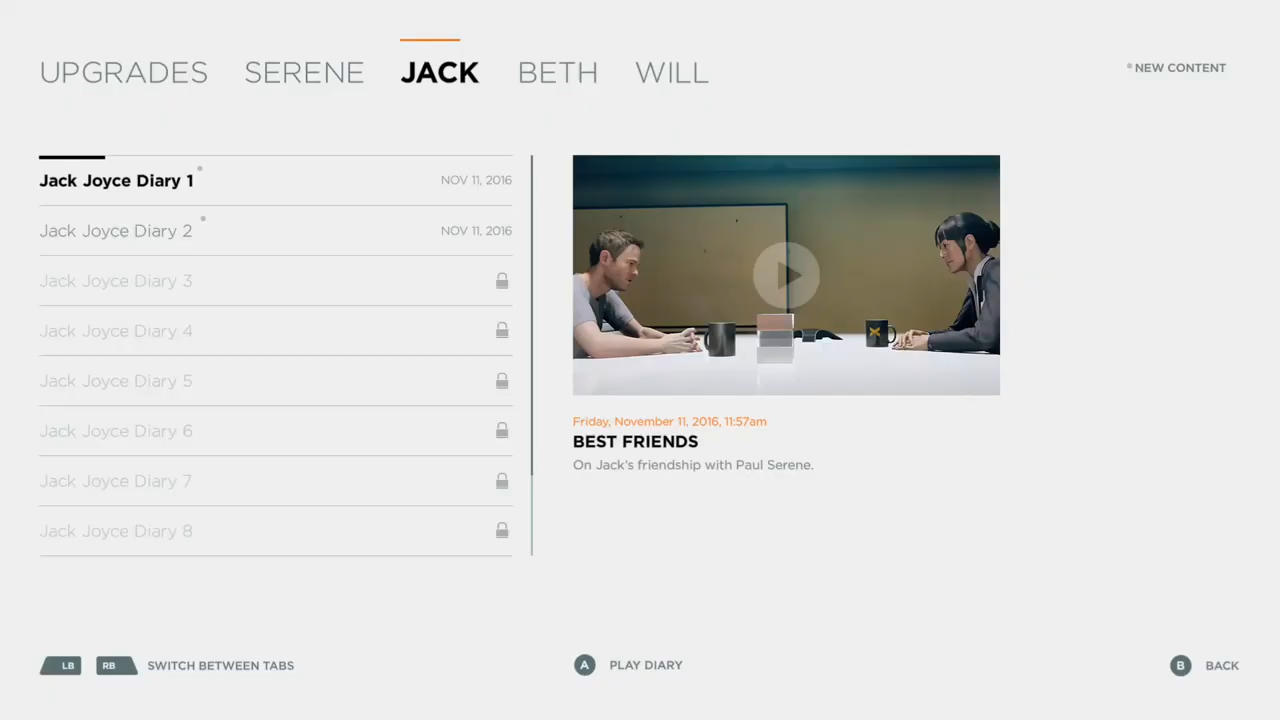 UPGRADES SERENE JACK BETH WILL
NEW CONTENT
Jack Joyce Diary 1 NOV 11, 2016
Jack Joyce Diary 2 NOV 11, 2016
Jack Joyce Diary 3
Jack Joyce Diary 4
Jack Joyce Diary 5
Jack Joyce Diary 6
Jack Joyce Diary 7
Jack Joyce Diary 8
Friday, November 11, 2016, 11:57am
BEST FRIENDS
On Jack's friendship with Paul Serene.
LB RB SWITCH BETWEEN TABS
A PLAY DIARY
B BACK